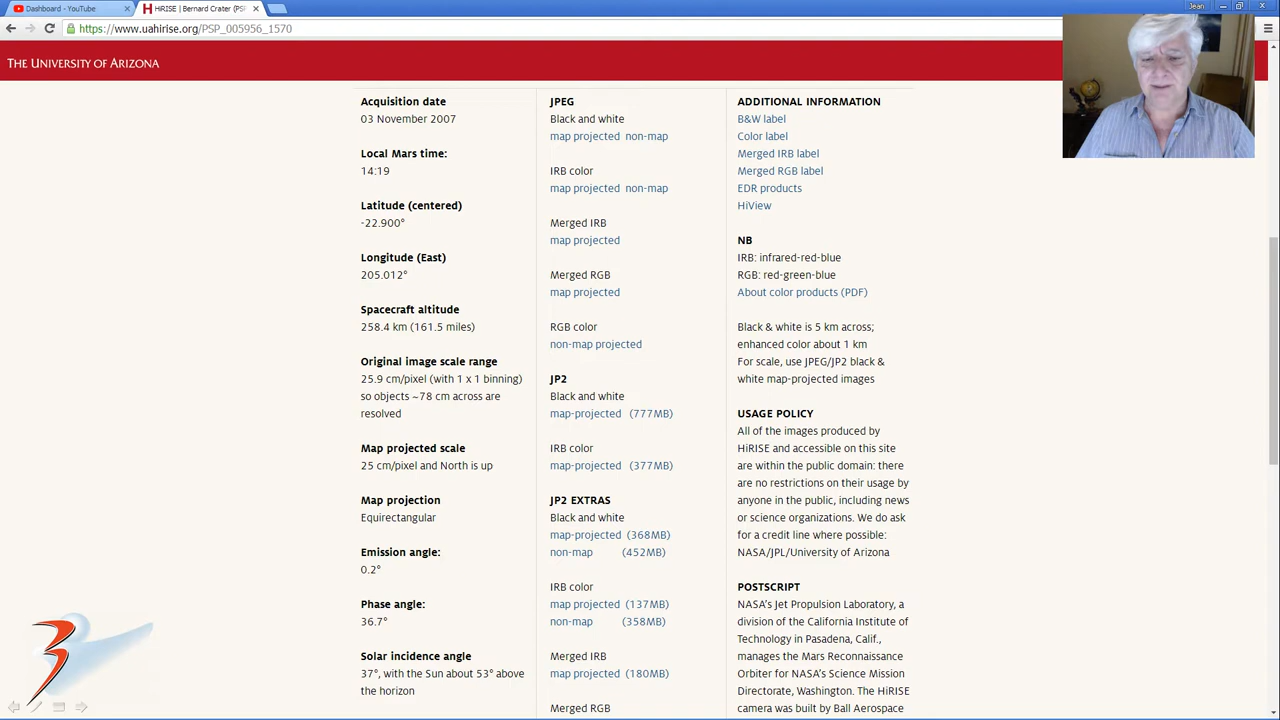 Dashboard - YouTube
HiRISE | Bernard Crater (PS
Jean
https://www.uahirise.org/PSP_005956_1570
THE UNIVERSITY OF ARIZONA
Acquisition date
03 November 2007
Local Mars time:
14:19
Latitude (centered)
-22.900°
Longitude (East)
205.012°
Spacecraft altitude
258.4 km (161.5 miles)
Original image scale range
25.9 cm/pixel (with 1 x 1 binning)
so objects ~78 cm across are
resolved
Map projected scale
25 cm/pixel and North is up
Map projection
Equirectangular
Emission angle:
0.2°
Phase angle:
36.7°
Solar incidence angle
37°, with the Sun about 53° above
the horizon
JPEG
Black and white
map projected non-map
IRB color
map projected non-map
Merged IRB
map projected
Merged RGB
map projected
RGB color
non-map projected
JP2
Black and white
map-projected (777MB)
IRB color
map-projected (377MB)
JP2 EXTRAS
Black and white
map-projected (368MB)
non-map (452MB)
IRB color
map projected (137MB)
non-map (358MB)
Merged IRB
map projected (180MB)
Merged RGB
ADDITIONAL INFORMATION
B&W label
Color label
Merged IRB label
Merged RGB label
EDR products
HiView
NB
IRB: infrared-red-blue
RGB: red-green-blue
About color products (PDF)
Black & white is 5 km across;
enhanced color about 1 km
For scale, use JPEG/JP2 black &
white map-projected images
USAGE POLICY
All of the images produced by
HiRISE and accessible on this site
are within the public domain: there
are no restrictions on their usage by
anyone in the public, including news
or science organizations. We do ask
for a credit line where possible:
NASA/JPL/University of Arizona
POSTSCRIPT
NASA's Jet Propulsion Laboratory, a
division of the California Institute of
Technology in Pasadena, Calif.,
manages the Mars Reconnaissance
Orbiter for NASA's Science Mission
Directorate, Washington. The HiRISE
camera was built by Ball Aerospace
3